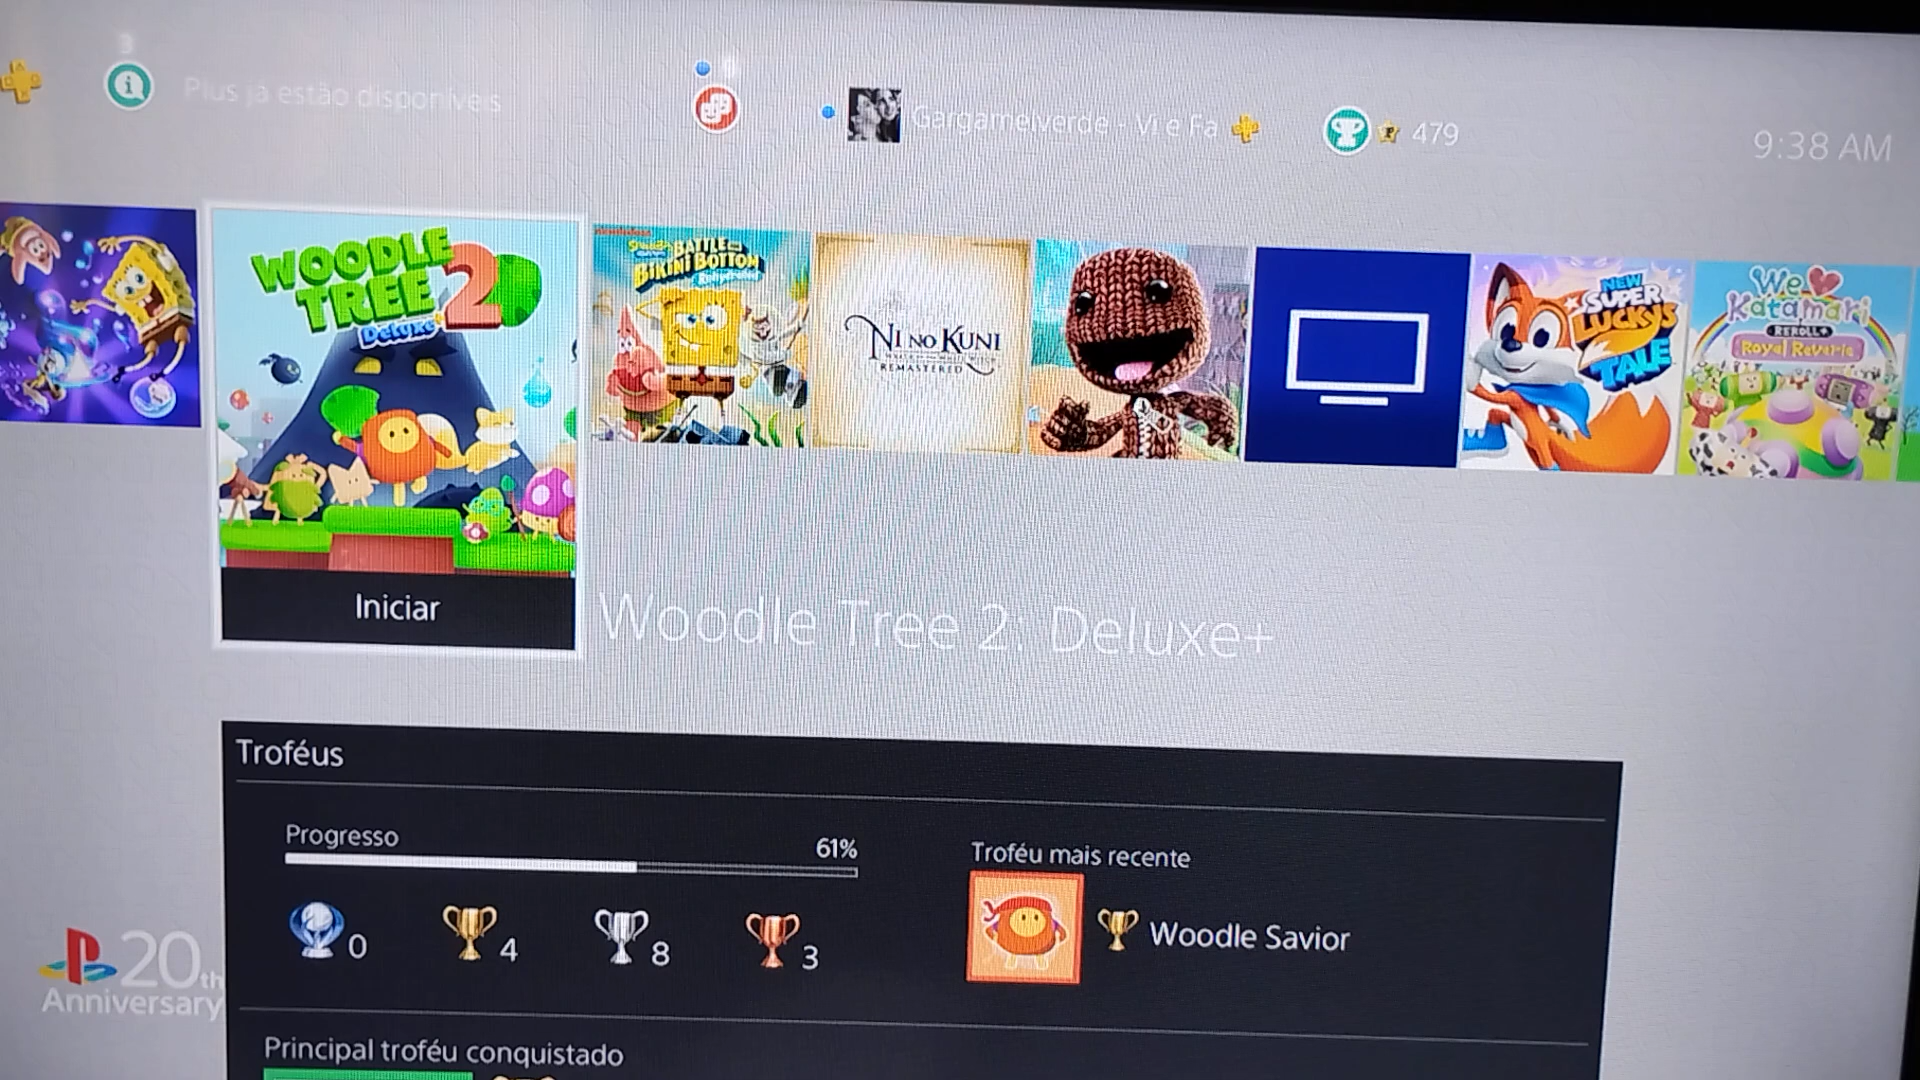 3
Plus já estão disponíveis
Gargamelverde - Vi e Fa
479
9:38 AM
WOODLE
TREE 2
Deluxe+
BATTLE FOR
BIKINI BOTTOM
Rehydrated
NI NO KUNI
REMASTERED
NEW
SUPER
LUCKY'S
TALE
We ❤
Katamari
REROLL+
Royal Reverie
Iniciar
Woodle Tree 2: Deluxe+
Troféus
Progresso
61%
0
4
8
3
Troféu mais recente
Woodle Savior
20th
Anniversary
Principal troféu conquistado